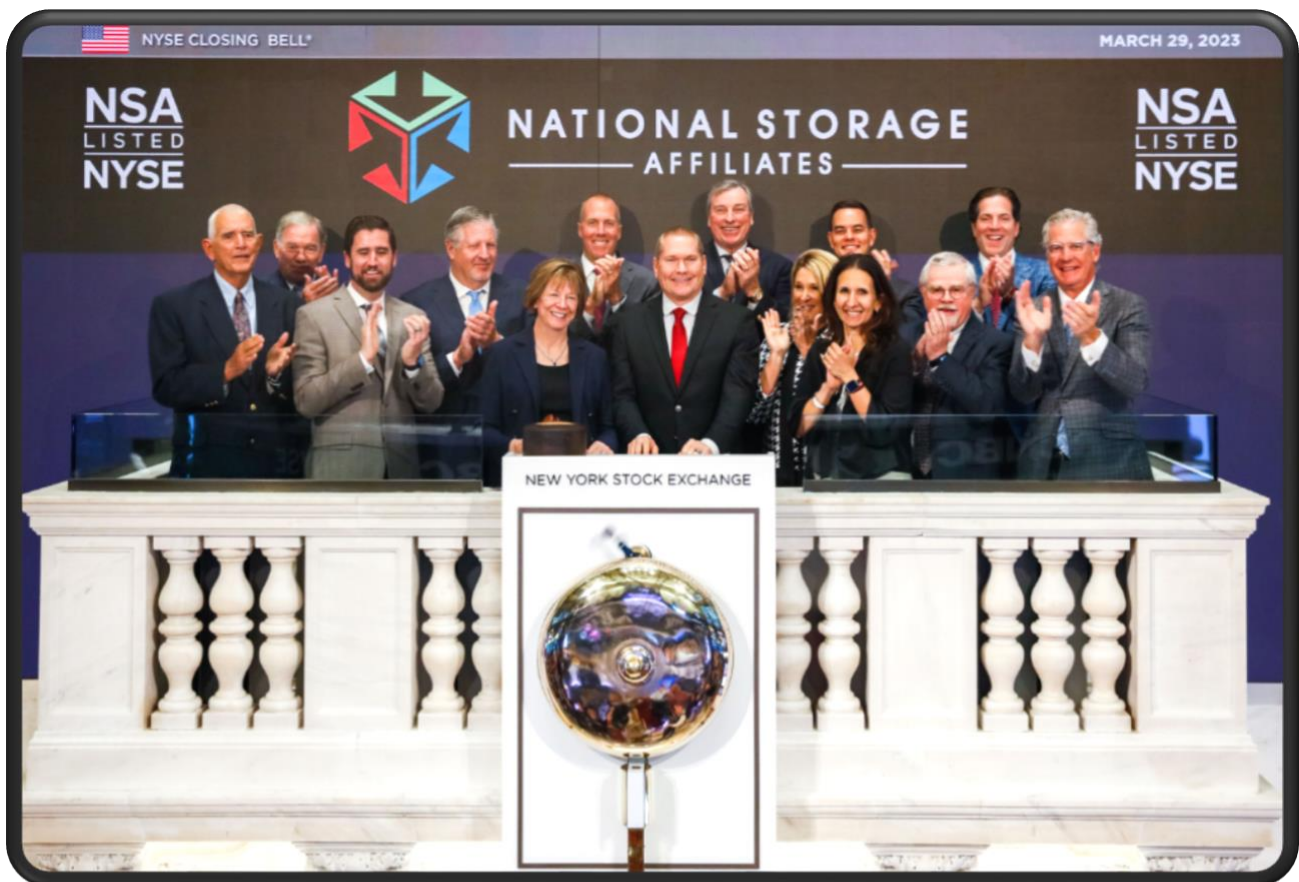 NYSE CLOSING BELL®
MARCH 29, 2023
NSA
LISTED
NYSE
NATIONAL STORAGE
AFFILIATES
NSA
LISTED
NYSE
NEW YORK STOCK EXCHANGE